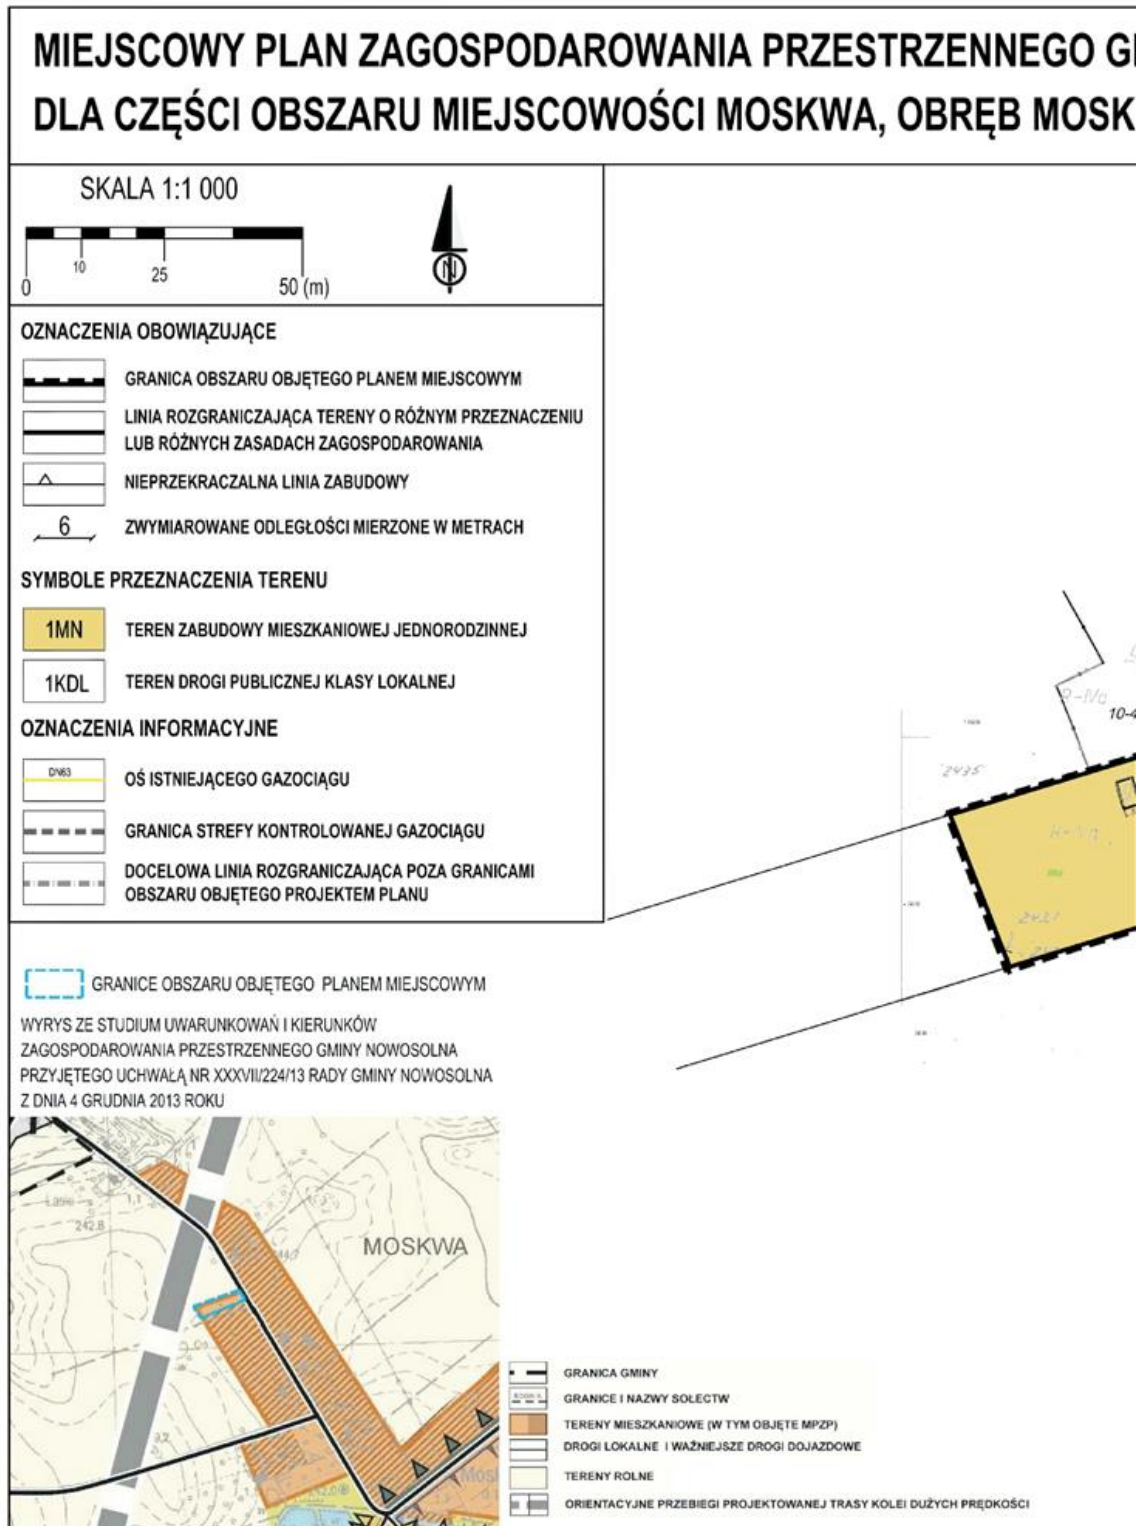 MIEJSCOWY PLAN ZAGOSPODAROWANIA PRZESTRZENNEGO
DLA CZĘŚCI OBSZARU MIEJSCOWOŚCI MOSKWA, OBRĘB MOSK
SKALA 1:1 000
0 10 25 50 (m)
N
OZNACZENIA OBOWIĄZUJĄCE
GRANICA OBSZARU OBJĘTEGO PLANEM MIEJSCOWYM
LINIA ROZGRANICZAJĄCA TERENY O RÓŻNYM PRZEZNACZENIU
LUB RÓŻNYCH ZASADACH ZAGOSPODAROWANIA
NIEPRZEKRACZALNA LINIA ZABUDOWY
6 ZWYMIAROWANE ODLEGŁOŚCI MIERZONE W METRACH
SYMBOLE PRZEZNACZENIA TERENU
1MN TEREN ZABUDOWY MIESZKANIOWEJ JEDNORODZINNEJ
1KDL TEREN DROGI PUBLICZNEJ KLASY LOKALNEJ
OZNACZENIA INFORMACYJNE
DN63 OŚ ISTNIEJĄCEGO GAZOCIĄGU
GRANICA STREFY KONTROLOWANEJ GAZOCIĄGU
DOCELOWA LINIA ROZGRANICZAJĄCA POZA GRANICAMI
OBSZARU OBJĘTEGO PROJEKTEM PLANU
10-4
2435
2437
GRANICE OBSZARU OBJĘTEGO PLANEM MIEJSCOWYM
WYRYS ZE STUDIUM UWARUNKOWAŃ I KIERUNKÓW
ZAGOSPODAROWANIA PRZESTRZENNEGO GMINY NOWOSOLNA
PRZYJĘTEGO UCHWAŁĄ NR XXXVII/224/13 RADY GMINY NOWOSOLNA
Z DNIA 4 GRUDNIA 2013 ROKU
242.8
MOSKWA
GRANICA GMINY
GRANICE I NAZWY SOŁECTW
TERENY MIESZKANIOWE (W TYM OBJĘTE MPZP)
DROGI LOKALNE I WAŻNIEJSZE DROGI DOJAZDOWE
TERENY ROLNE
ORIENTACYJNE PRZEBIEGI PROJEKTOWANEJ TRASY KOLEI DUŻYCH PRĘDKOŚCI